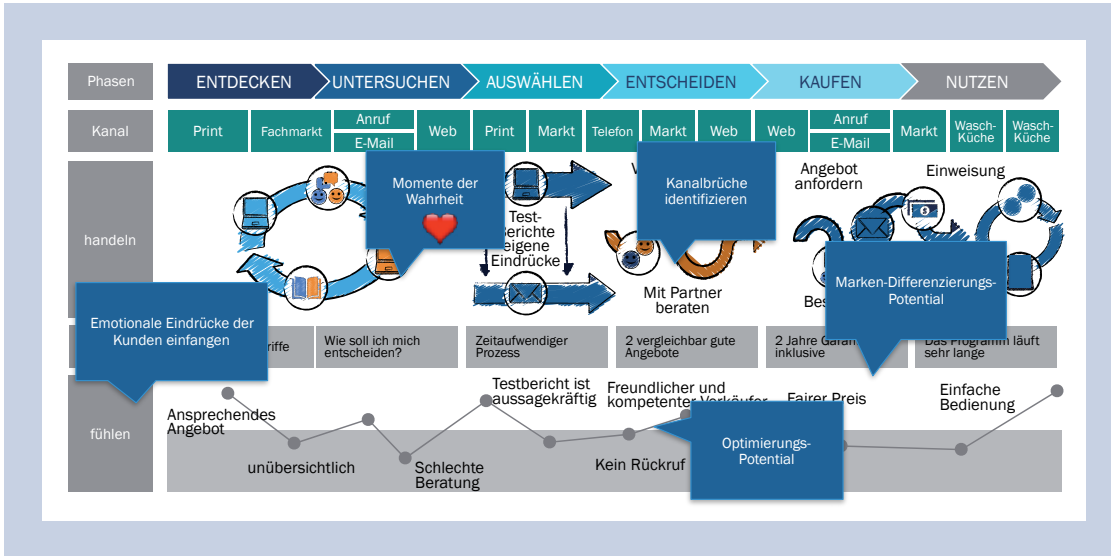 Phasen
ENTDECKEN
UNTERSUCHEN
AUSWÄHLEN
ENTSCHEIDEN
KAUFEN
NUTZEN
Kanal
Print
Fachmarkt
Anruf
E-Mail
Web
Print
Markt
Telefon
Markt
Web
Web
Anruf
E-Mail
Markt
Wasch-
Küche
Wasch-
Küche
handeln
Momente der
Wahrheit
Test-
eigene
Eindrücke
Kanalbrüche
identifizieren
Mit Partner
beraten
Angebot
anfordern
Einweisung
$
Marken-Differenzierungs-
Potential
Emotionale Eindrücke der
Kunden einfangen
Wie soll ich mich
entscheiden?
Zeitaufwendiger
Prozess
2 vergleichbar gute
Angebote
2 Jahre
inklusive
Das Programm läuft
sehr lange
fühlen
Ansprechendes
Angebot
unübersichtlich
Schlechte
Beratung
Testbericht ist
aussagekräftig
Freundlicher und
kompetenter Verkäufer
Kein Rückruf
Optimierungs-
Potential
Fairer Preis
Einfache
Bedienung